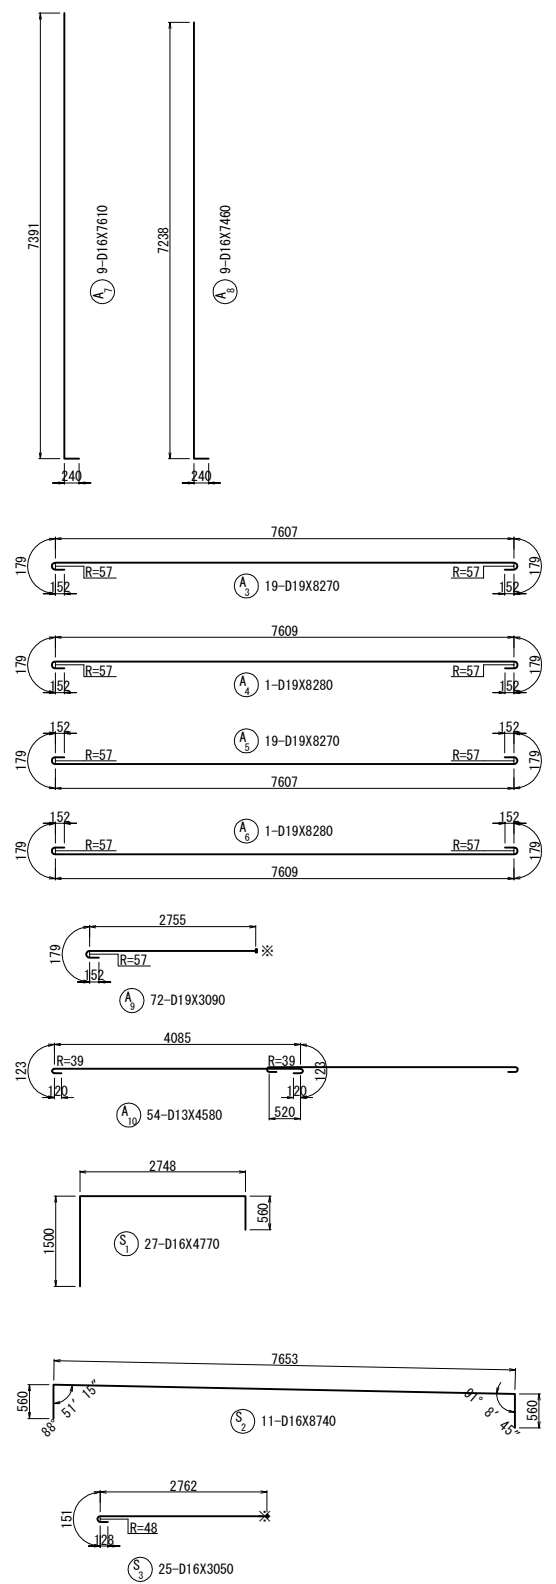 7391
A7 9-D16X7610
240
7238
A8 9-D16X7460
240
7607
179
R=57
152
A3 19-D19X8270
R=57
152
179
7609
179
R=57
152
A4 1-D19X8280
R=57
152
179
152
A5 19-D19X8270
152
179
R=57
R=57
179
7607
152
A6 1-D19X8280
152
179
R=57
R=57
179
7609
2755
179
※
R=57
152
A9 72-D19X3090
4085
123
R=39
R=39
123
120
120
A10 54-D13X4580
520
2748
1500
560
S1 27-D16X4770
7653
560
88° 51′ 15″
91° 8′ 45″
560
S2 11-D16X8740
2762
151
※
R=48
128
S3 25-D16X3050